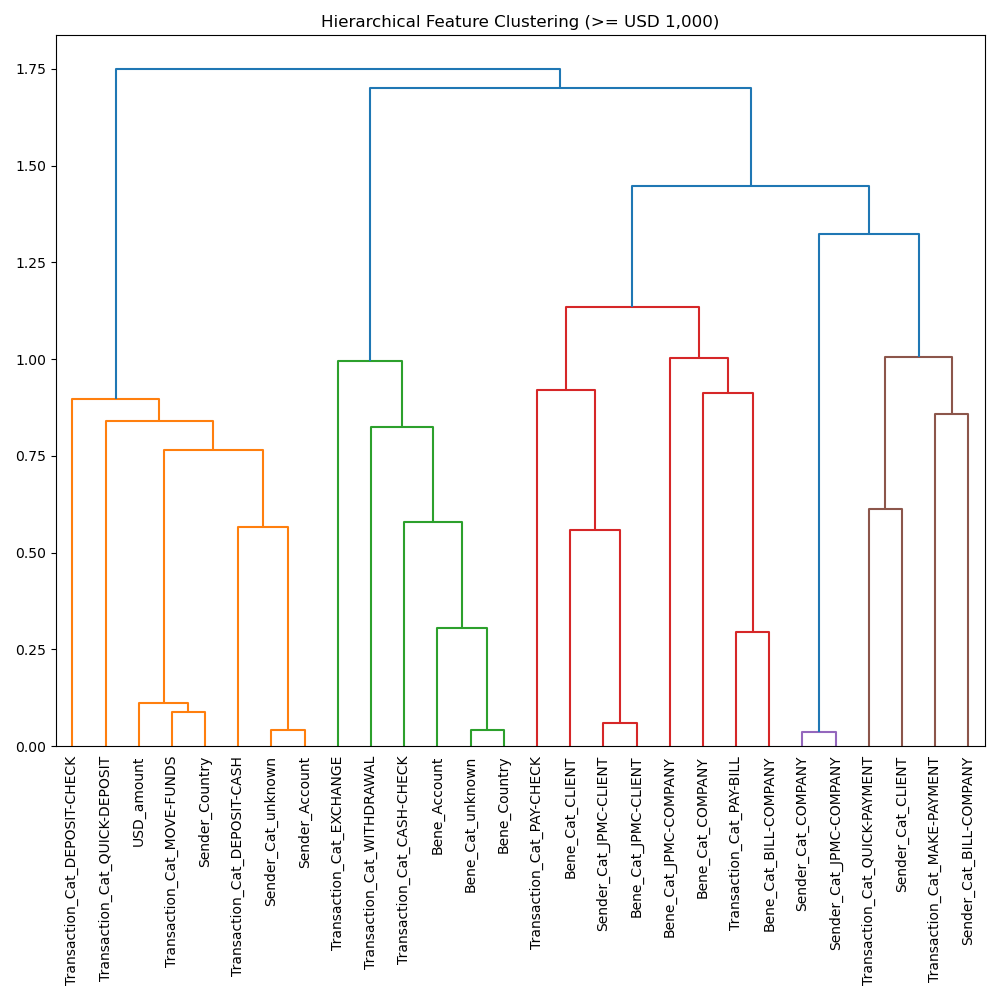 Hierarchical Feature Clustering (>= USD 1,000)
1.75
1.50
1.25
1.00
0.75
0.50
0.25
0.00
Transaction_Cat_DEPOSIT-CHECK
Transaction_Cat_QUICK-DEPOSIT
USD_amount
Transaction_Cat_MOVE-FUNDS
Sender_Country
Transaction_Cat_DEPOSIT-CASH
Sender_Cat_unknown
Sender_Account
Transaction_Cat_EXCHANGE
Transaction_Cat_WITHDRAWAL
Transaction_Cat_CASH-CHECK
Bene_Account
Bene_Cat_unknown
Bene_Country
Transaction_Cat_PAY-CHECK
Bene_Cat_CLIENT
Sender_Cat_JPMC-CLIENT
Bene_Cat_JPMC-CLIENT
Bene_Cat_JPMC-COMPANY
Bene_Cat_COMPANY
Transaction_Cat_PAY-BILL
Bene_Cat_BILL-COMPANY
Sender_Cat_COMPANY
Sender_Cat_JPMC-COMPANY
Transaction_Cat_QUICK-PAYMENT
Sender_Cat_CLIENT
Transaction_Cat_MAKE-PAYMENT
Sender_Cat_BILL-COMPANY